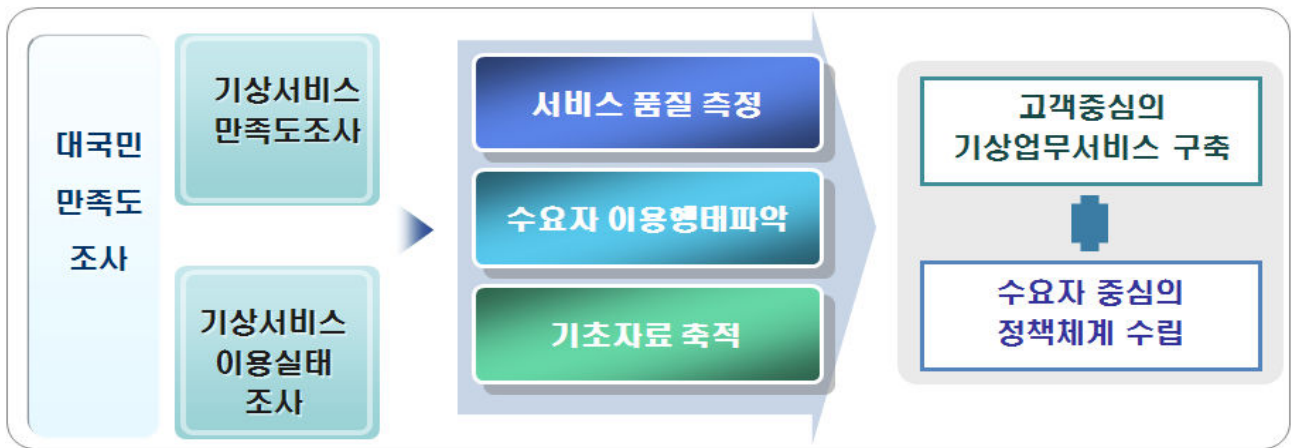 대국민
만족도
조사
기상서비스
만족도조사
기상서비스
이용실태
조사
서비스 품질 측정
수요자 이용행태파악
기초자료 축적
고객중심의
기상업무서비스 구축
수요자 중심의
정책체계 수립